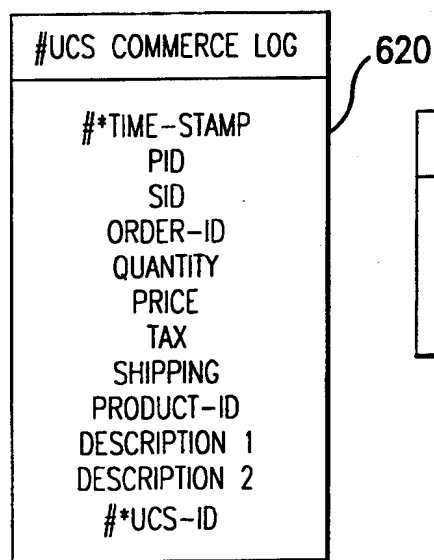 #UCS COMMERCE LOG
620
#*TIME-STAMP
PID
SID
ORDER-ID
QUANTITY
PRICE
TAX
SHIPPING
PRODUCT-ID
DESCRIPTION 1
DESCRIPTION 2
#*UCS-ID